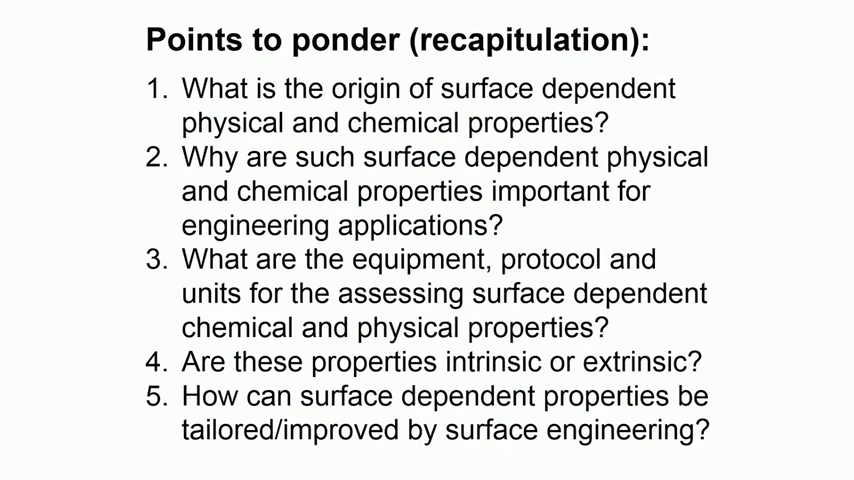 Points to ponder (recapitulation):
1. What is the origin of surface dependent
physical and chemical properties?
2. Why are such surface dependent physical
and chemical properties important for
engineering applications?
3. What are the equipment, protocol and
units for the assessing surface dependent
chemical and physical properties?
4. Are these properties intrinsic or extrinsic?
5. How can surface dependent properties be
tailored/improved by surface engineering?